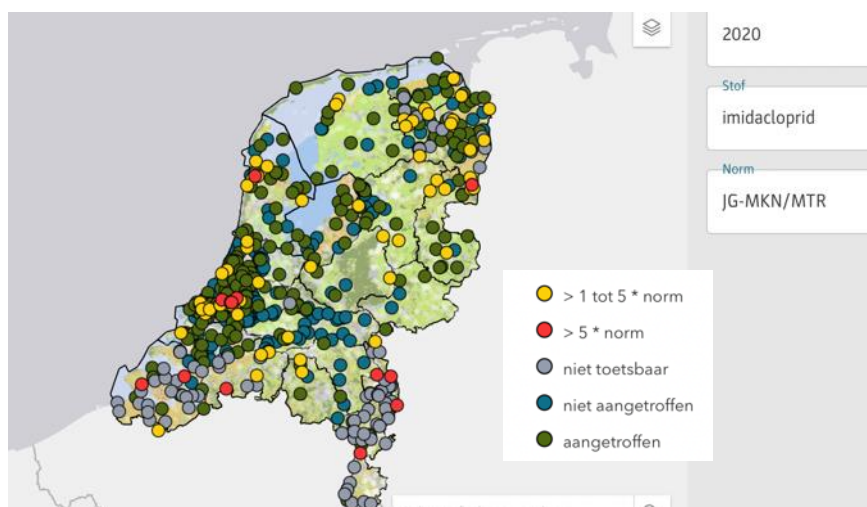 2020
Stof
imidacloprid
Norm
JG-MKN/MTR
> 1 tot 5 * norm
> 5 * norm
niet toetsbaar
niet aangetroffen
aangetroffen